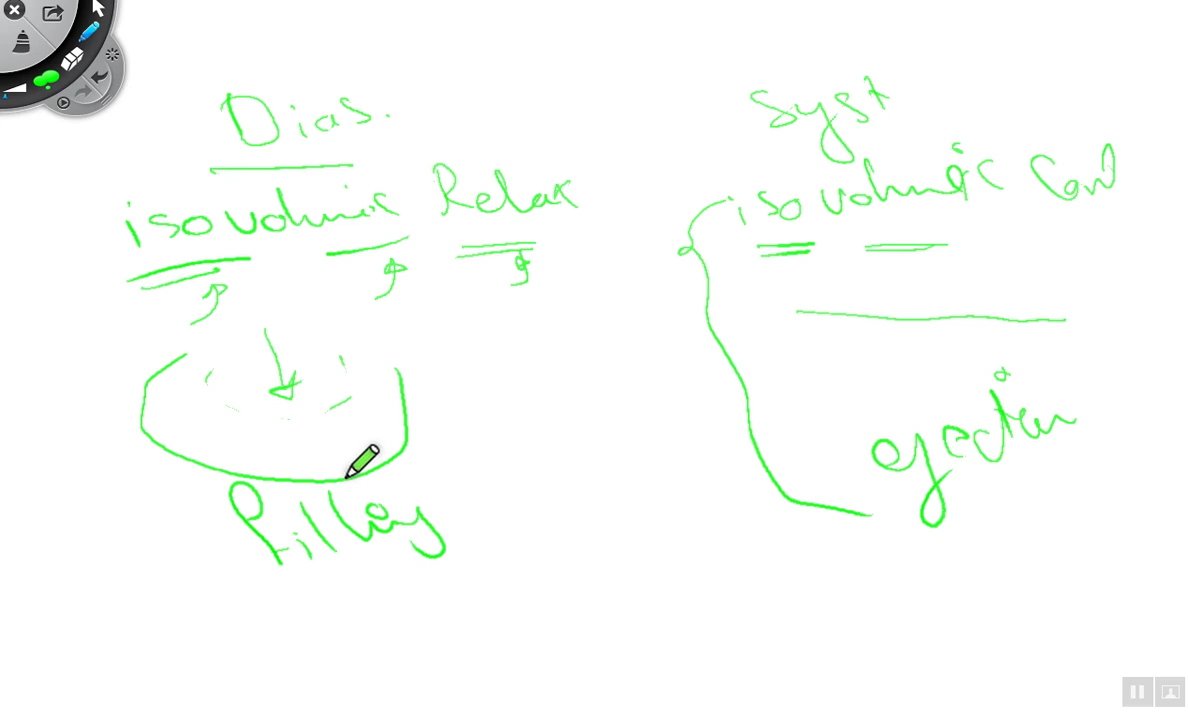 Dias.
isovolumic Relax
Filling
Syst
isovolumic Cont
ejection